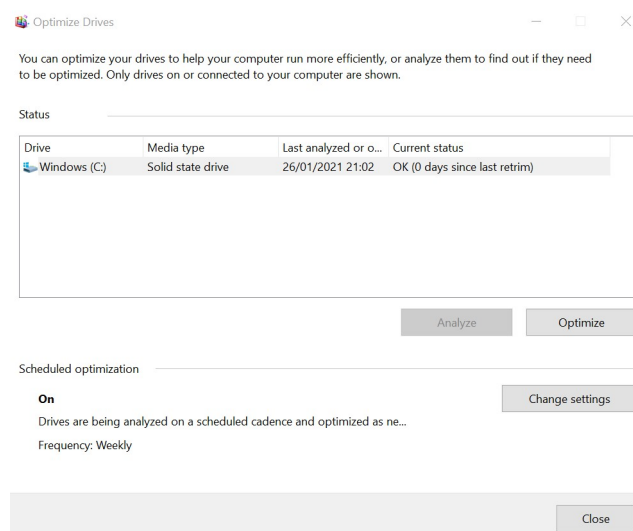 Optimize Drives
You can optimize your drives to help your computer run more efficiently, or analyze them to find out if they need
to be optimized. Only drives on or connected to your computer are shown.
Status
Drive Media type Last analyzed or o... Current status
Windows (C:) Solid state drive 26/01/2021 21:02 OK (0 days since last retrim)
Analyze Optimize
Scheduled optimization
On Change settings
Drives are being analyzed on a scheduled cadence and optimized as ne...
Frequency: Weekly
Close